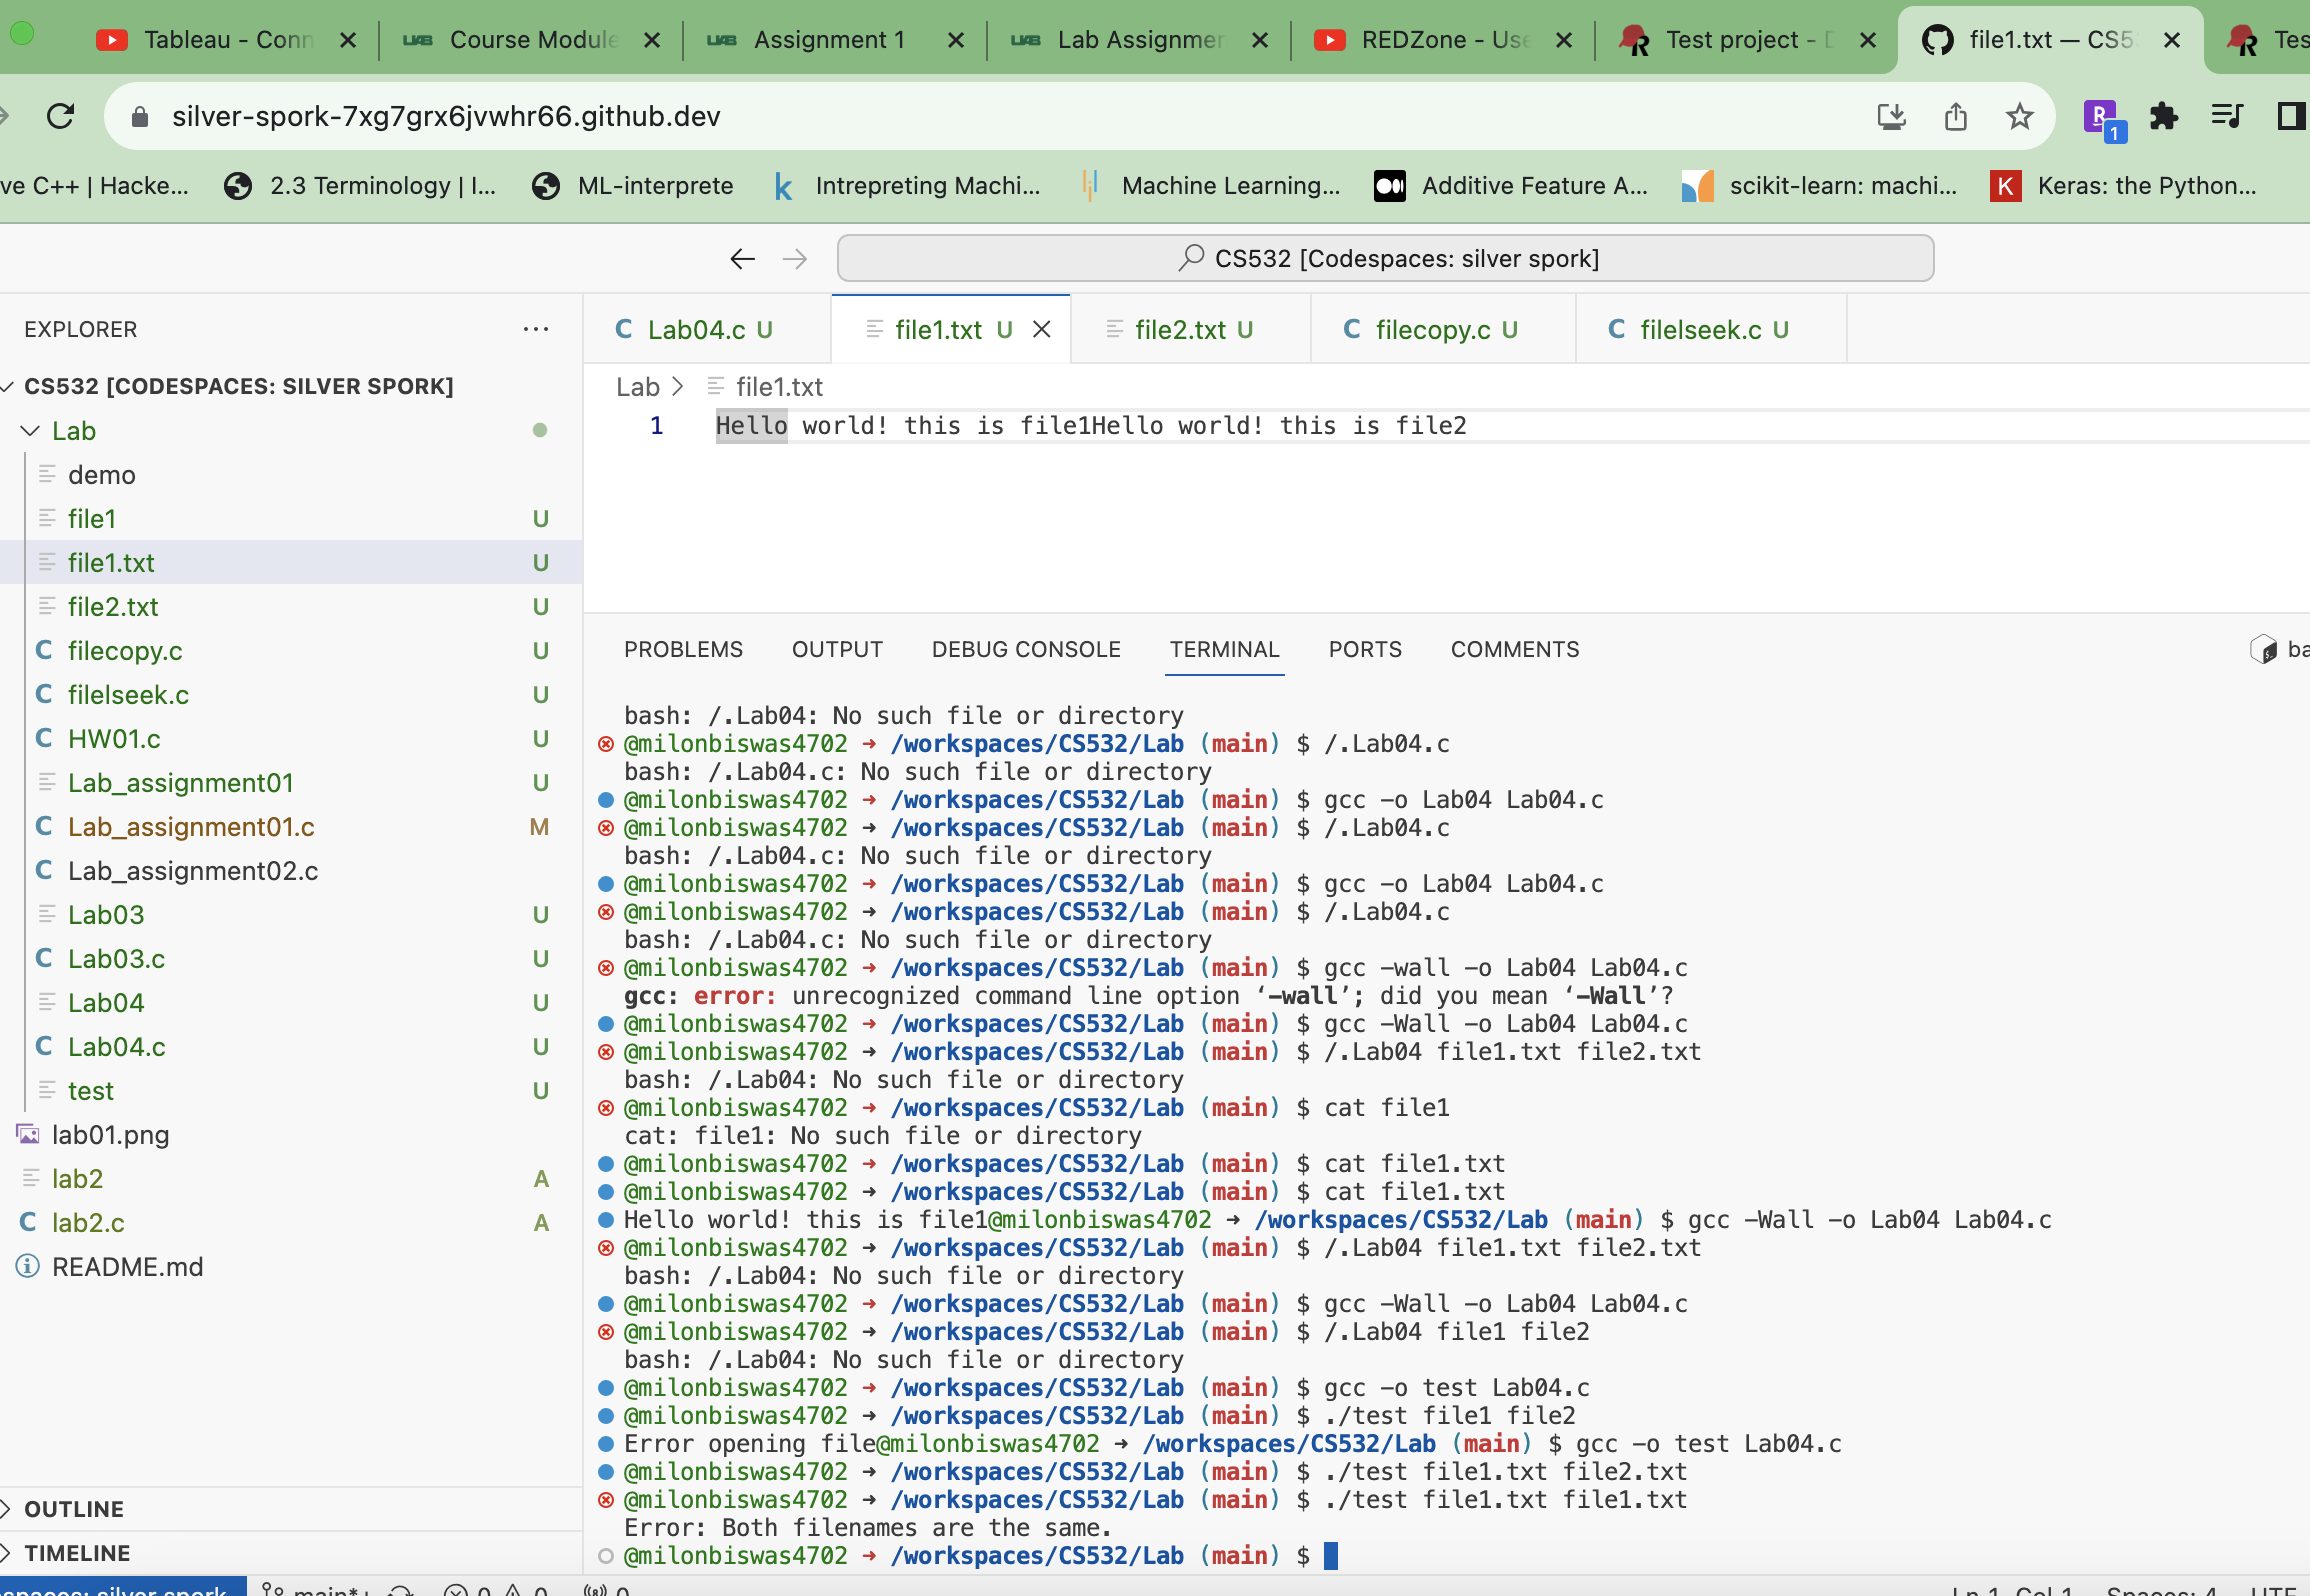 Tableau - Conn
UAB Course Module
UAB Assignment 1
UAB Lab Assignmen
REDZone - Use
Test project - D
file1.txt — CS53
Tes
silver-spork-7xg7grx6jvwhr66.github.dev
R 1
ve C++ | Hacke...
2.3 Terminology | I...
ML-interprete
k Intrepreting Machi...
Machine Learning...
Additive Feature A...
scikit-learn: machi...
K Keras: the Python...
CS532 [Codespaces: silver spork]
EXPLORER ...
CS532 [CODESPACES: SILVER SPORK]
Lab
demo
file1 U
file1.txt U
file2.txt U
C filecopy.c U
C filelseek.c U
C HW01.c U
Lab_assignment01 U
C Lab_assignment01.c M
C Lab_assignment02.c
Lab03 U
C Lab03.c U
Lab04 U
C Lab04.c U
test U
lab01.png
lab2 A
C lab2.c A
README.md
OUTLINE
TIMELINE
C Lab04.c U
file1.txt U
file2.txt U
C filecopy.c U
C filelseek.c U
Lab > file1.txt
1 Hello world! this is file1Hello world! this is file2
PROBLEMS OUTPUT DEBUG CONSOLE TERMINAL PORTS COMMENTS
ba
bash: /.Lab04: No such file or directory
@milonbiswas4702 → /workspaces/CS532/Lab (main) $ /.Lab04.c
bash: /.Lab04.c: No such file or directory
@milonbiswas4702 → /workspaces/CS532/Lab (main) $ gcc -o Lab04 Lab04.c
@milonbiswas4702 → /workspaces/CS532/Lab (main) $ /.Lab04.c
bash: /.Lab04.c: No such file or directory
@milonbiswas4702 → /workspaces/CS532/Lab (main) $ gcc -o Lab04 Lab04.c
@milonbiswas4702 → /workspaces/CS532/Lab (main) $ /.Lab04.c
bash: /.Lab04.c: No such file or directory
@milonbiswas4702 → /workspaces/CS532/Lab (main) $ gcc -wall -o Lab04 Lab04.c
gcc: error: unrecognized command line option ‘-wall’; did you mean ‘-Wall’?
@milonbiswas4702 → /workspaces/CS532/Lab (main) $ gcc -Wall -o Lab04 Lab04.c
@milonbiswas4702 → /workspaces/CS532/Lab (main) $ /.Lab04 file1.txt file2.txt
bash: /.Lab04: No such file or directory
@milonbiswas4702 → /workspaces/CS532/Lab (main) $ cat file1
cat: file1: No such file or directory
@milonbiswas4702 → /workspaces/CS532/Lab (main) $ cat file1.txt
@milonbiswas4702 → /workspaces/CS532/Lab (main) $ cat file1.txt
Hello world! this is file1@milonbiswas4702 → /workspaces/CS532/Lab (main) $ gcc -Wall -o Lab04 Lab04.c
@milonbiswas4702 → /workspaces/CS532/Lab (main) $ /.Lab04 file1.txt file2.txt
bash: /.Lab04: No such file or directory
@milonbiswas4702 → /workspaces/CS532/Lab (main) $ gcc -Wall -o Lab04 Lab04.c
@milonbiswas4702 → /workspaces/CS532/Lab (main) $ /.Lab04 file1 file2
bash: /.Lab04: No such file or directory
@milonbiswas4702 → /workspaces/CS532/Lab (main) $ gcc -o test Lab04.c
@milonbiswas4702 → /workspaces/CS532/Lab (main) $ ./test file1 file2
Error opening file@milonbiswas4702 → /workspaces/CS532/Lab (main) $ gcc -o test Lab04.c
@milonbiswas4702 → /workspaces/CS532/Lab (main) $ ./test file1.txt file2.txt
@milonbiswas4702 → /workspaces/CS532/Lab (main) $ ./test file1.txt file1.txt
Error: Both filenames are the same.
@milonbiswas4702 → /workspaces/CS532/Lab (main) $
spaces: silver spork main*+ 0 0 0 Ln 1, Col 1 Spaces: 4 UTF